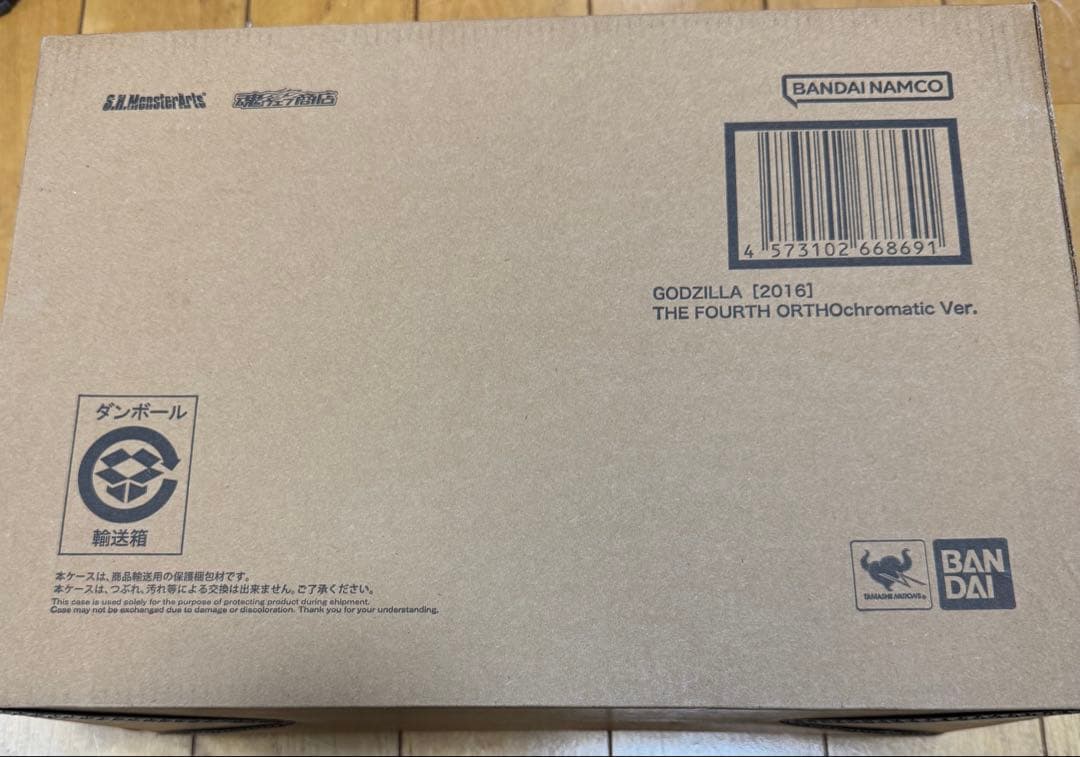 S.H.MonsterArts
魂ウェブ商店
BANDAI NAMCO
4 573102 668691
GODZILLA [2016]
THE FOURTH ORTHOchromatic Ver.
ダンボール
輸送箱
本ケースは、商品輸送用の保護梱包材です。
本ケースは、つぶれ、汚れ等による交換は出来ません。ご了承ください。
This case is used solely for the purpose of protecting product during shipment.
Case may not be exchanged due to damage or discoloration. Thank you for your understanding.
TAMASHII NATIONS
BAN
DAI